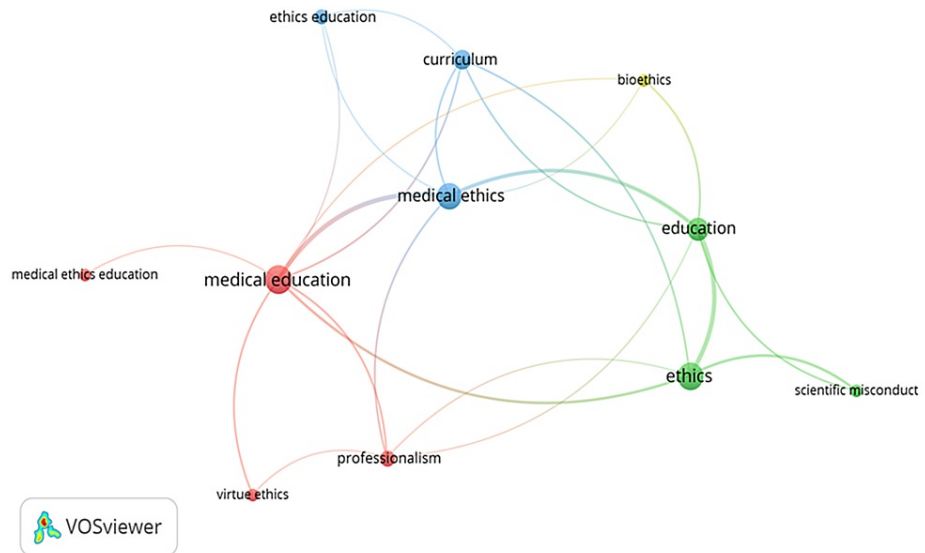 ethics education
curriculum
bioethics
medical ethics
education
medical ethics education
medical education
ethics
scientific misconduct
professionalism
virtue ethics
VOSviewer